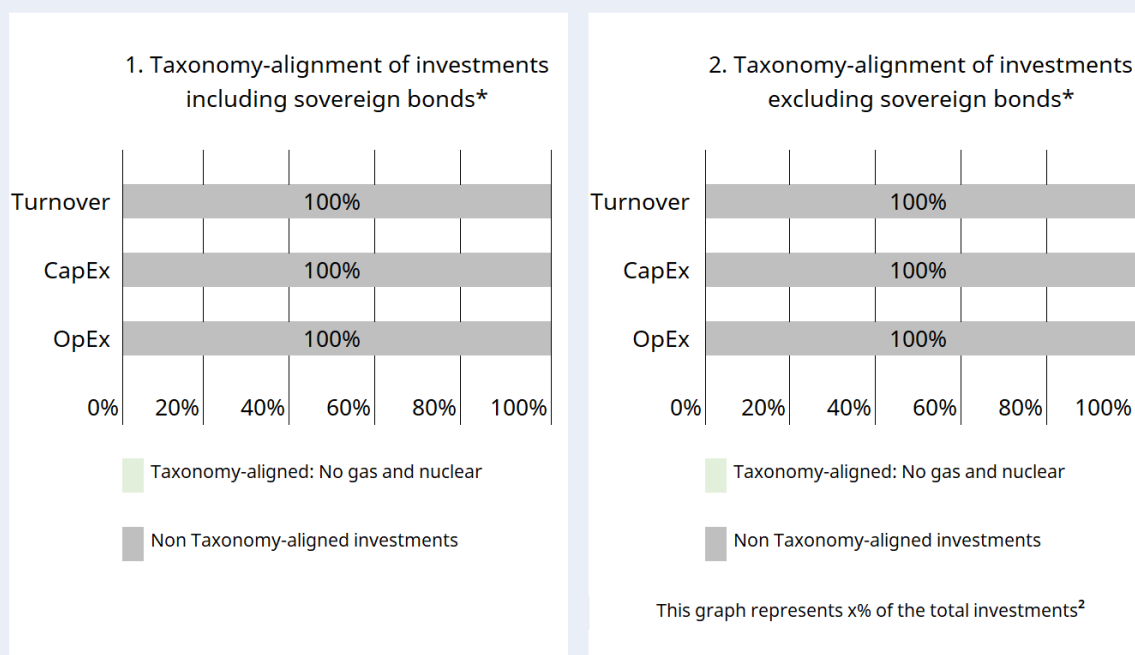 1. Taxonomy-alignment of investments
including sovereign bonds*
Turnover 100%
CapEx 100%
OpEx 100%
0% 20% 40% 60% 80% 100%
Taxonomy-aligned: No gas and nuclear
Non Taxonomy-aligned investments
2. Taxonomy-alignment of investments
excluding sovereign bonds*
Turnover 100%
CapEx 100%
OpEx 100%
0% 20% 40% 60% 80% 100%
Taxonomy-aligned: No gas and nuclear
Non Taxonomy-aligned investments
This graph represents x% of the total investments²